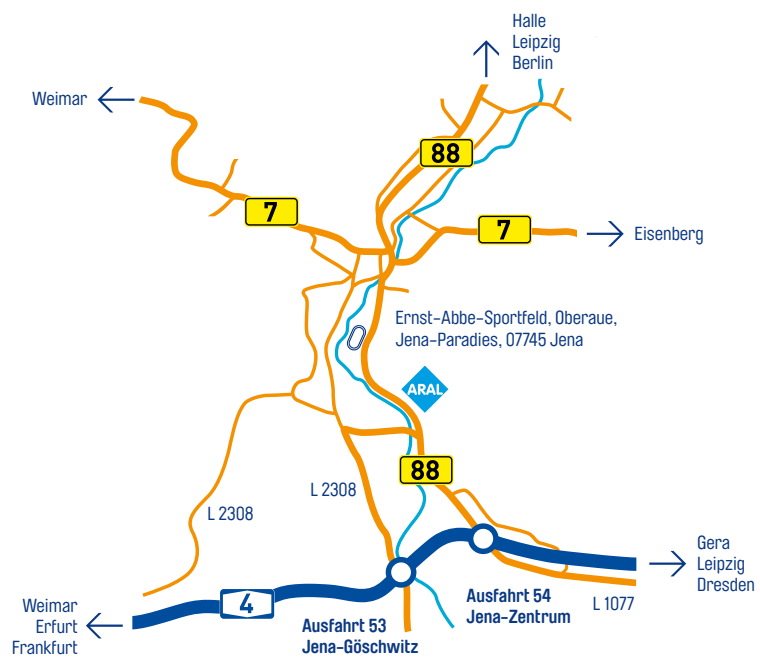 Halle
Leipzig
Berlin
Weimar
88
7
7
Eisenberg
Ernst-Abbe-Sportfeld, Oberaue,
Jena-Paradies, 07745 Jena
ARAL
88
L 2308
L 2308
Gera
Leipzig
Dresden
4
Weimar
Erfurt
Frankfurt
Ausfahrt 53
Jena-Göschwitz
Ausfahrt 54
Jena-Zentrum
L 1077